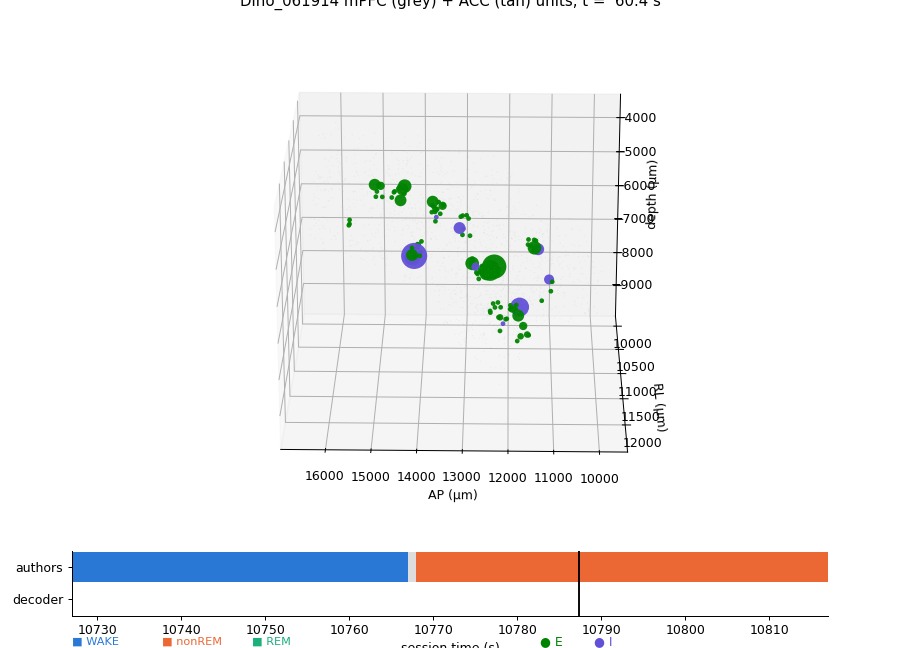 Dino_061914 mPFC (grey) + ACC (tan) units, t = 60.4 s
4000
5000
6000
7000
8000
9000
depth (μm)
10000
10500
11000
11500
12000
RL (μm)
16000 15000 14000 13000 12000 11000 10000
AP (μm)
authors
decoder
10730 10740 10750 10760 10770 10780 10790 10800 10810
session time (s)
WAKE nonREM REM E I